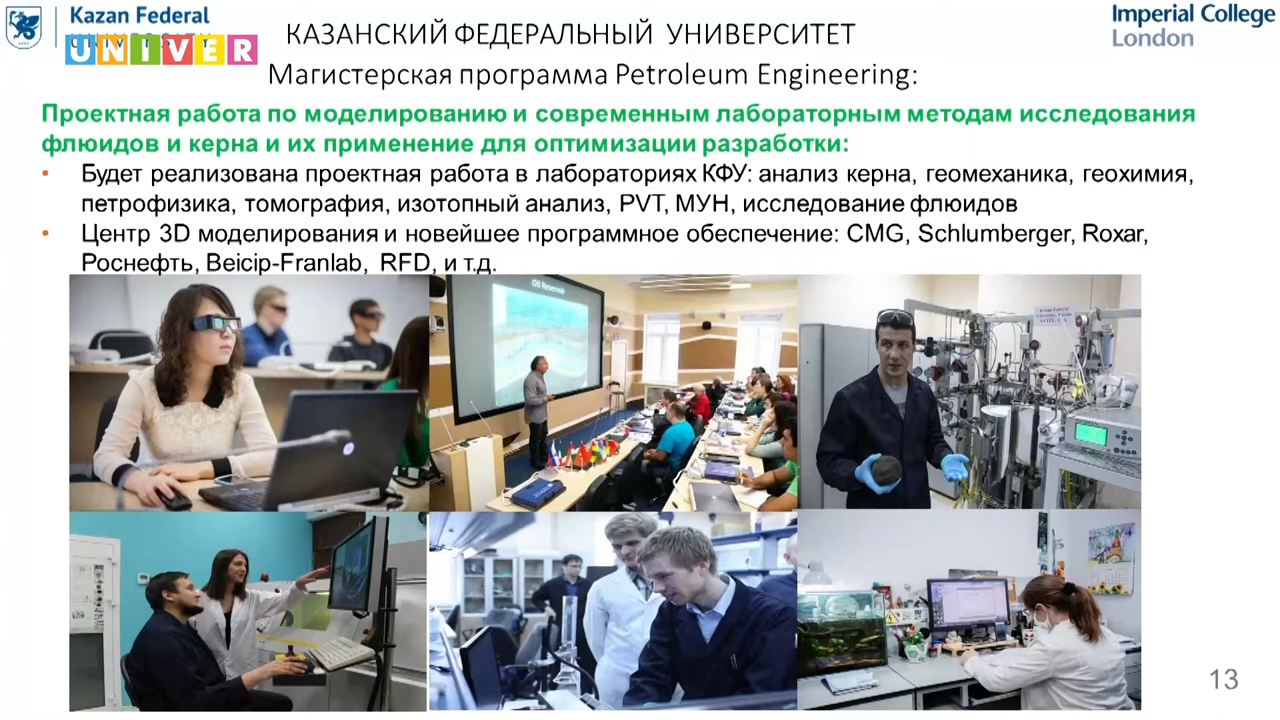 Kazan Federal
UNIVERSITY
UNIVER
Imperial College
London
КАЗАНСКИЙ ФЕДЕРАЛЬНЫЙ УНИВЕРСИТЕТ
Магистерская программа Petroleum Engineering:
Проектная работа по моделированию и современным лабораторным методам исследования
флюидов и керна и их применение для оптимизации разработки:
• Будет реализована проектная работа в лабораториях КФУ: анализ керна, геомеханика, геохимия,
петрофизика, томография, изотопный анализ, PVT, МУН, исследование флюидов
• Центр 3D моделирования и новейшее программное обеспечение: CMG, Schlumberger, Roxar,
Роснефть, Beicip-Franlab, RFD, и т.д.
Oil Reservoir
13